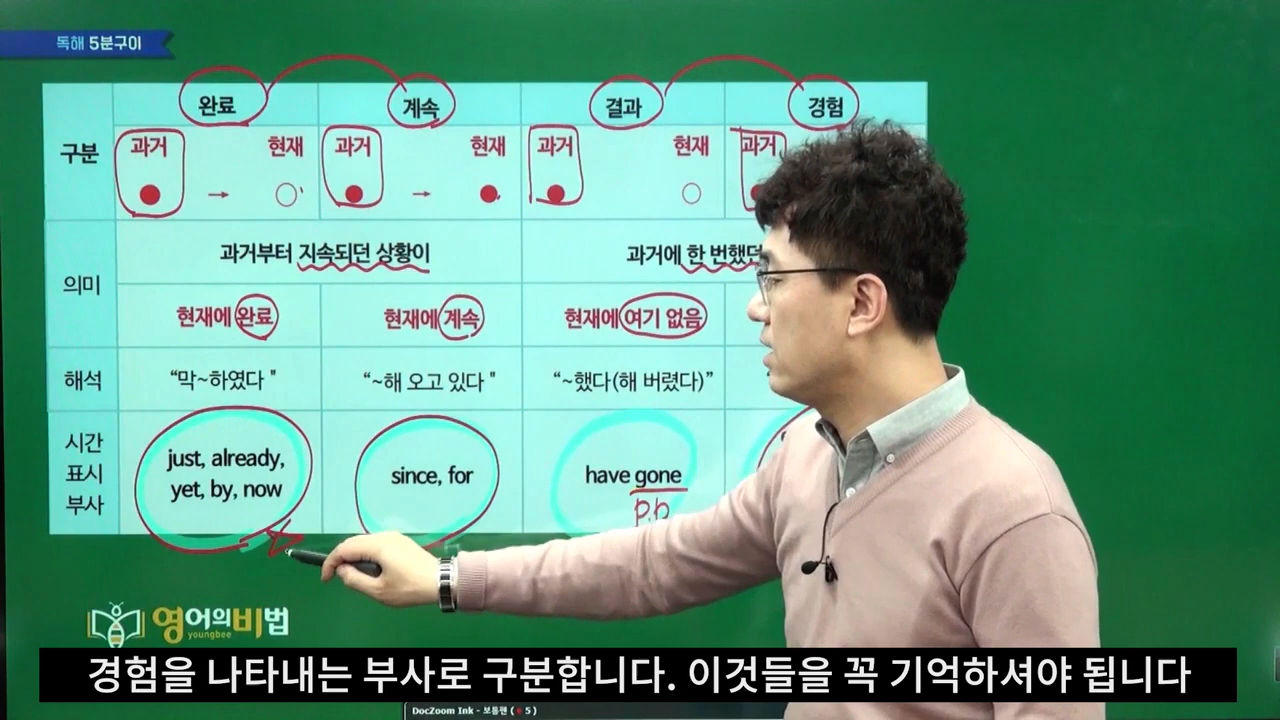 독해 5분구이
완료 계속 결과 경험
구분 과거 현재 과거 현재 과거 현재 과거
의미 과거부터 지속되던 상황이 과거에 한 번했던
현재에 완료 현재에 계속 현재에 여기 없음
해석 “막~하였다 " “~해 오고 있다 " “~했다(해 버렸다)”
시간
표시
부사
just, already,
yet, by, now
since, for
have gone
p.p
영어의비법
youngbee
경험을 나타내는 부사로 구분합니다. 이것들을 꼭 기억하셔야 됩니다
DocZoom Ink - 보통펜 ( 5 )